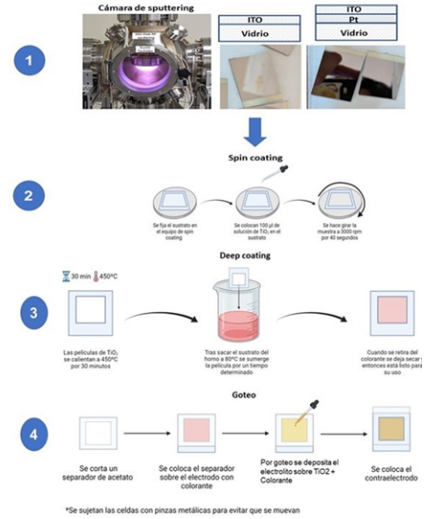 Cámara de sputtering
ITO
Vidrio
ITO
Pt
Vidrio
1
Spin coating
2
Se fija el sustrato en
el equipo de spin
coating
Se colocan 100 µl de
solución de TiO₂ en el
sustrato
Se hace girar la
muestra a 3000 rpm
por 40 segundos
Deep coating
30 min 450ºC
3
Las películas de TiO₂
se calientan a 450ºC
por 30 minutos
Tras sacar el sustrato del
horno a 80ºC se sumerge
la película por un tiempo
determinado
Cuando se retira del
colorante se deja secar y
entonces está listo para
su uso
Goteo
4
Se corta un
separador de acetato
Se coloca el separador
sobre el electrodo con
colorante
Por goteo se deposita el
electrolito sobre TiO2 +
Colorante
Se coloca el
contraelectrodo
*Se sujetan las celdas con pinzas metálicas para evitar que se muevan